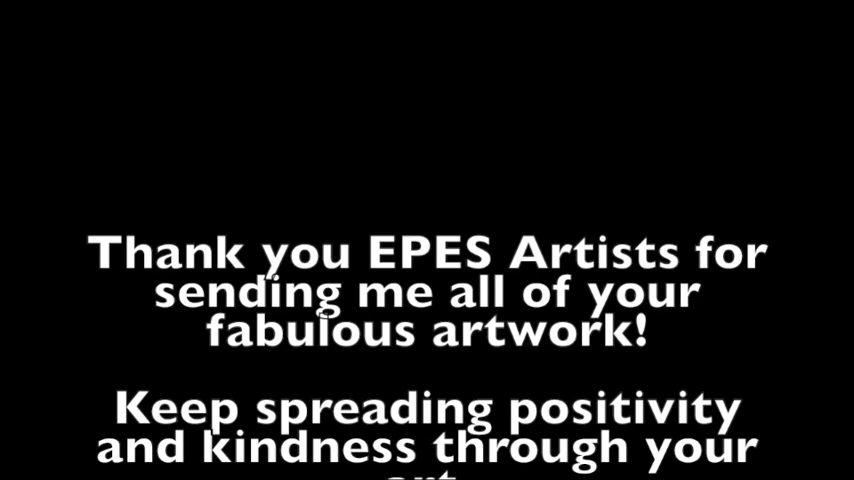 Thank you EPES Artists for
sending me all of your
fabulous artwork!
Keep spreading positivity
and kindness through your
art